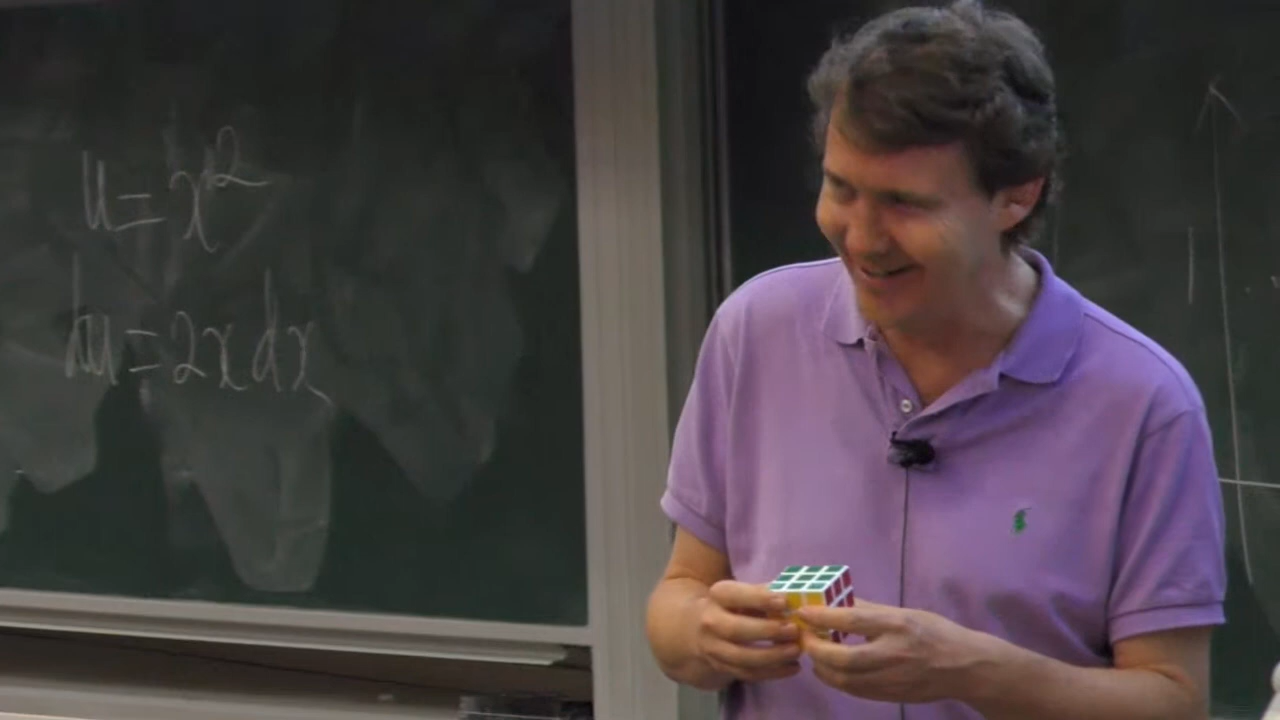 u = x²
du = 2x dx